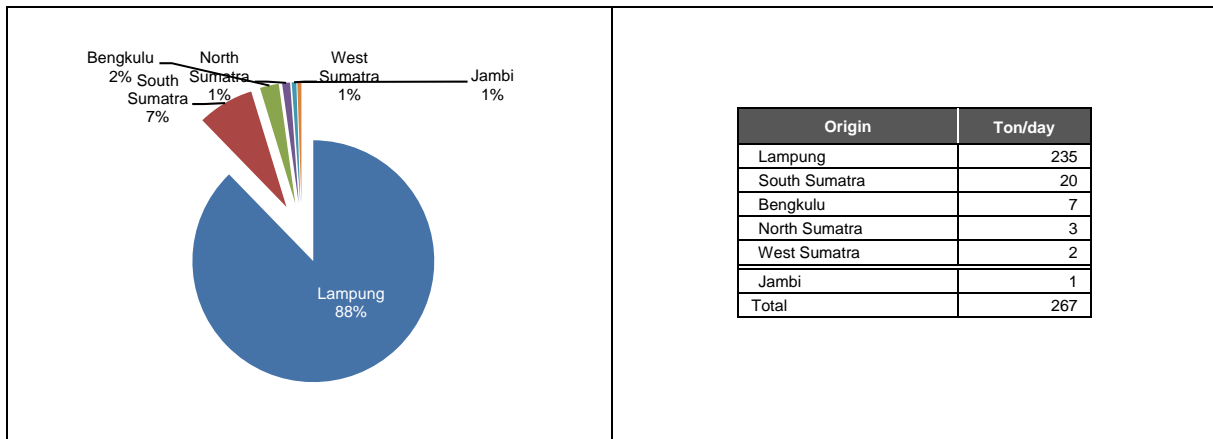 Bengkulu
2%
North
Sumatra
1%
West
Sumatra
1%
Jambi
1%
South
Sumatra
7%
Lampung
88%
Origin Ton/day
Lampung 235
South Sumatra 20
Bengkulu 7
North Sumatra 3
West Sumatra 2
Jambi 1
Total 267